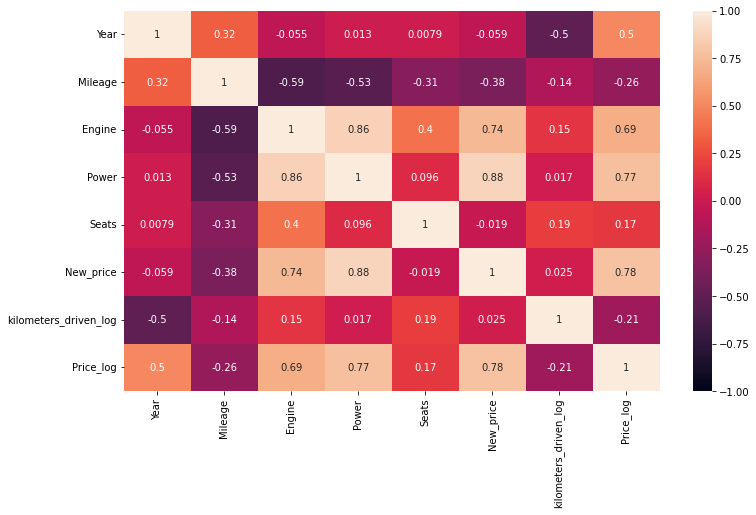 Year 1 0.32 -0.055 0.013 0.0079 -0.059 -0.5 0.5
Mileage 0.32 1 -0.59 -0.53 -0.31 -0.38 -0.14 -0.26
Engine -0.055 -0.59 1 0.86 0.4 0.74 0.15 0.69
Power 0.013 -0.53 0.86 1 0.096 0.88 0.017 0.77
Seats 0.0079 -0.31 0.4 0.096 1 -0.019 0.19 0.17
New_price -0.059 -0.38 0.74 0.88 -0.019 1 0.025 0.78
kilometers_driven_log -0.5 -0.14 0.15 0.017 0.19 0.025 1 -0.21
Price_log 0.5 -0.26 0.69 0.77 0.17 0.78 -0.21 1
Year
Mileage
Engine
Power
Seats
New_price
kilometers_driven_log
Price_log
1.00
0.75
0.50
0.25
0.00
−0.25
−0.50
−0.75
−1.00